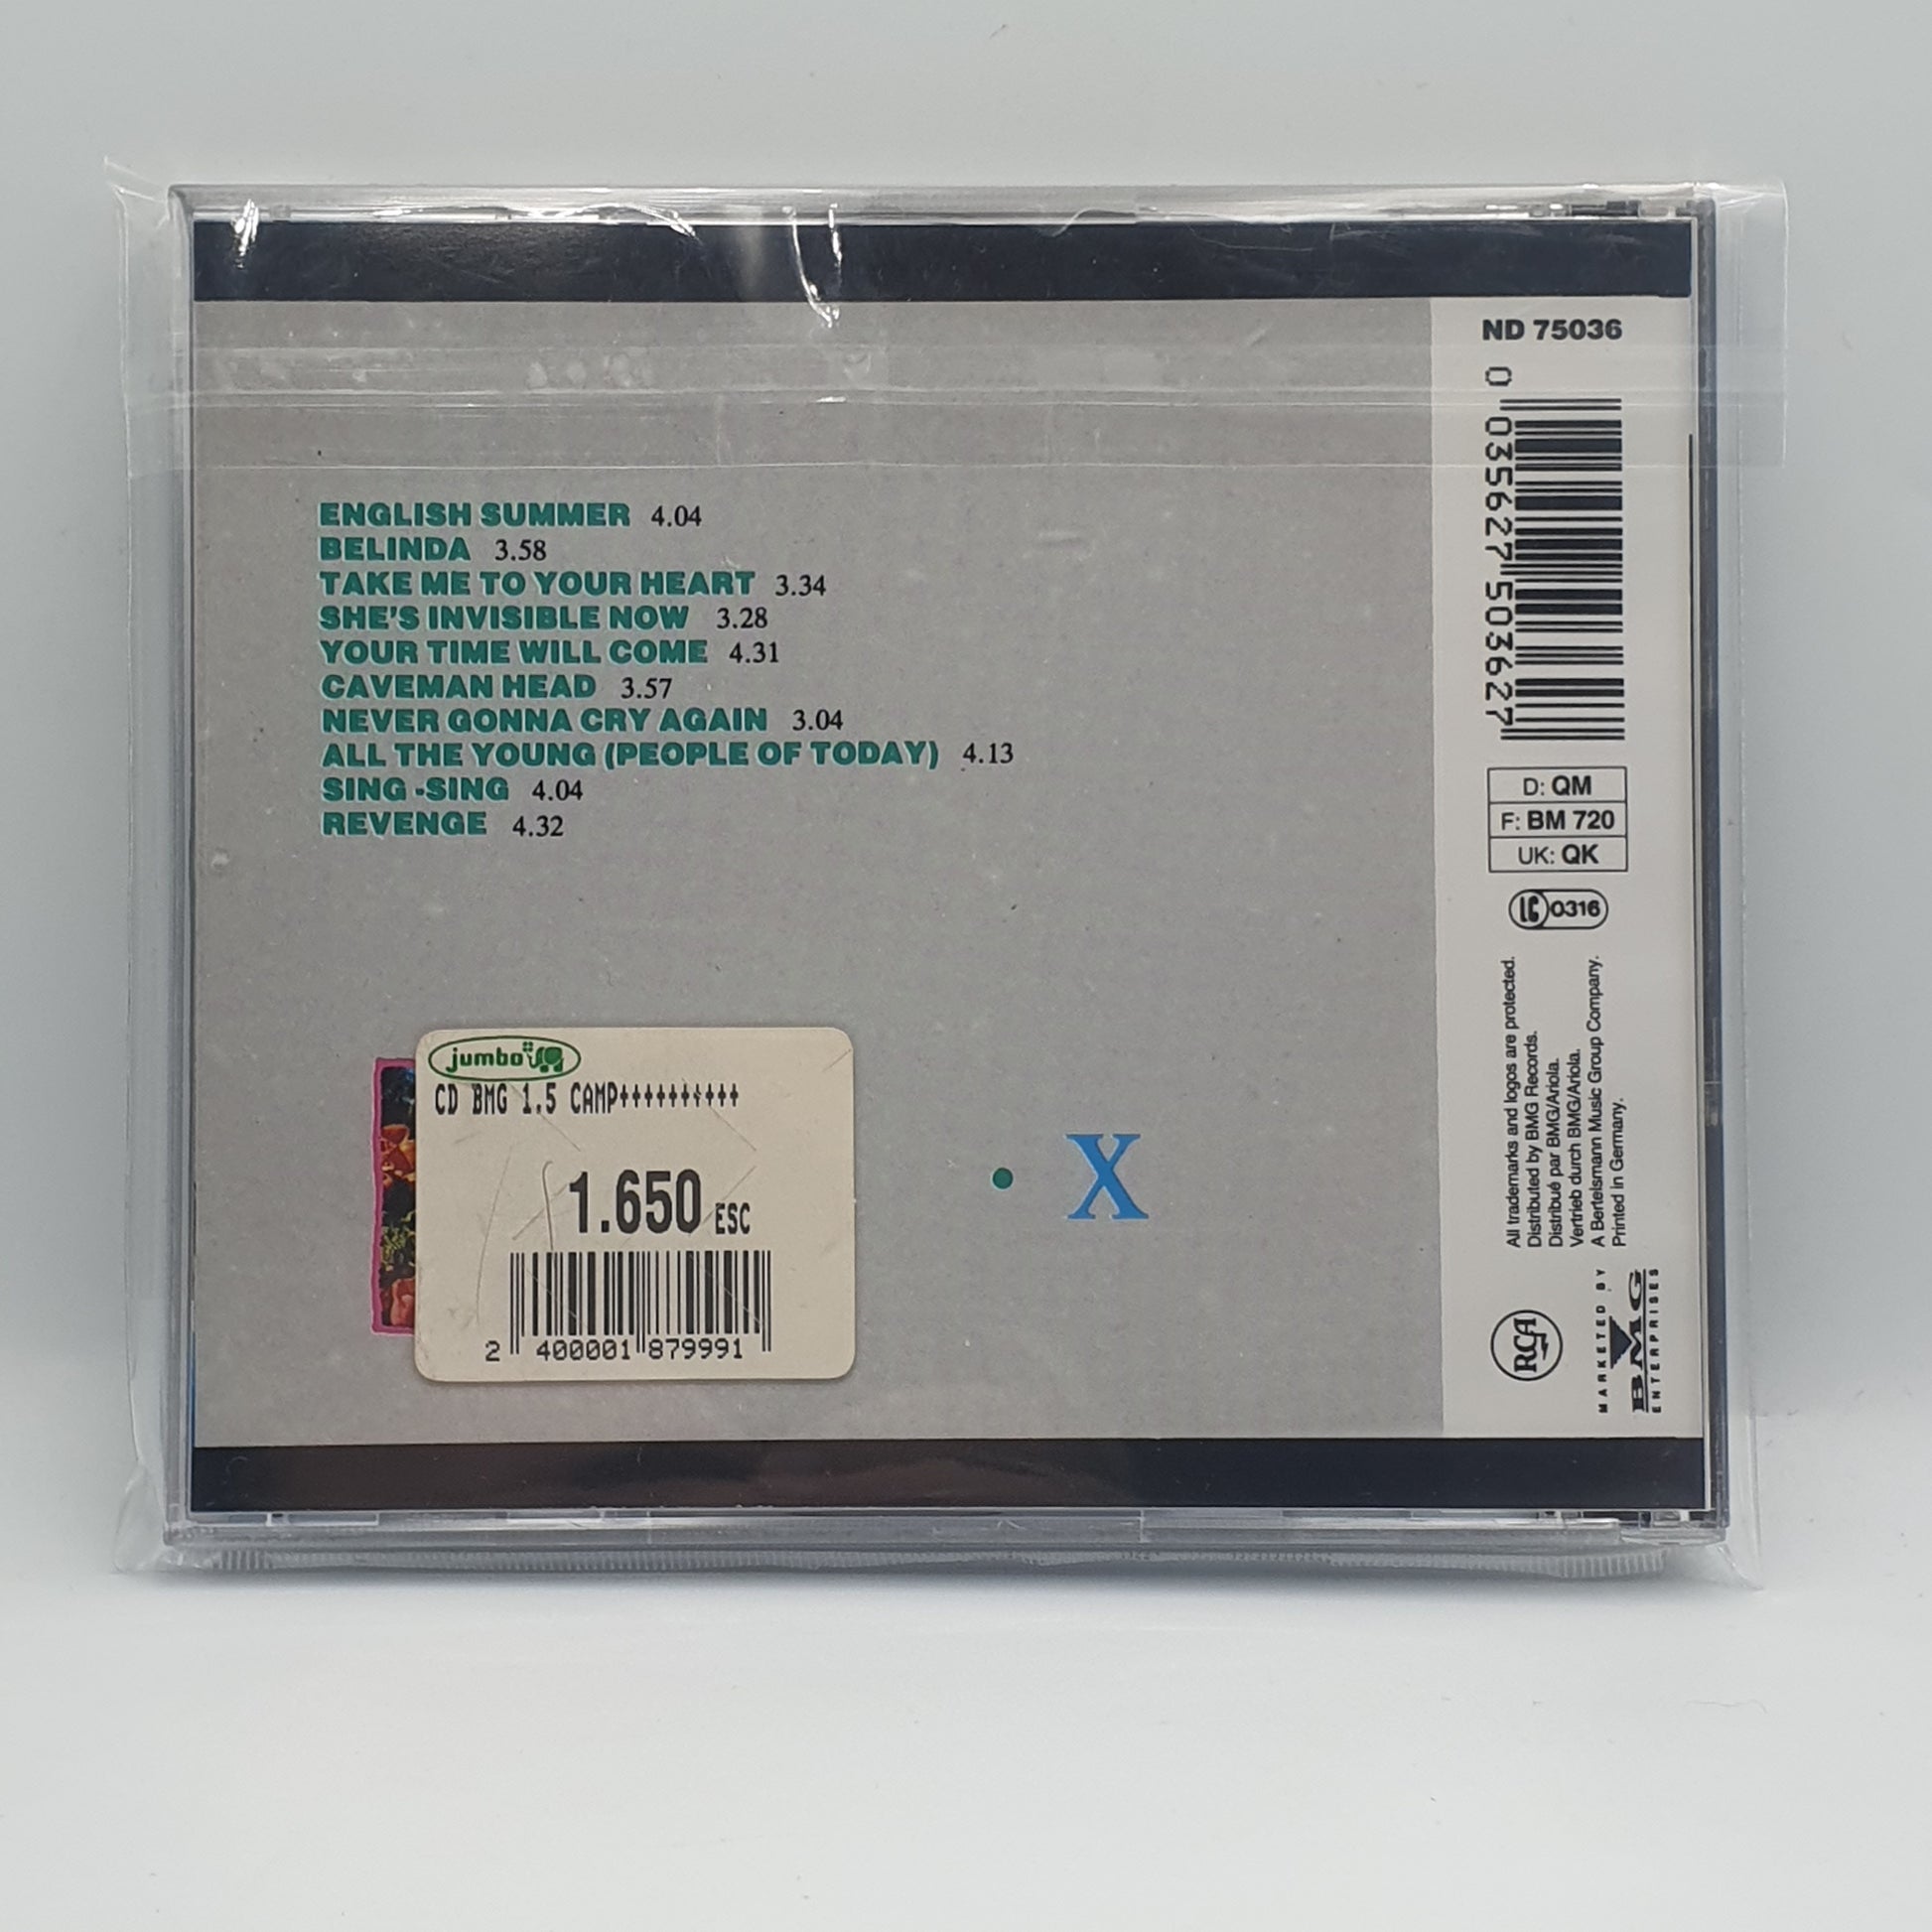 ENGLISH SUMMER 4.04
BELINDA 3.58
TAKE ME TO YOUR HEART 3.34
SHE'S INVISIBLE NOW 3.28
YOUR TIME WILL COME 4.31
CAVEMAN HEAD 3.57
NEVER GONNA CRY AGAIN 3.04
ALL THE YOUNG (PEOPLE OF TODAY) 4.13
SING -SING 4.04
REVENGE 4.32
jumbo
CD BMG 1.5 CAMP++++++++++
1.650 ESC
2 400001 879991
X
ND 75036
0 035627 503627
D: QM
F: BM 720
UK: QK
LC 0316
All trademarks and logos are protected.
Distributed by BMG Records.
Distribué par BMG/Ariola.
Vertrieb durch BMG/Ariola.
A Bertelsmann Music Group Company.
Printed in Germany.
RCA
MARKETED BY
BMG
ENTERPRISES